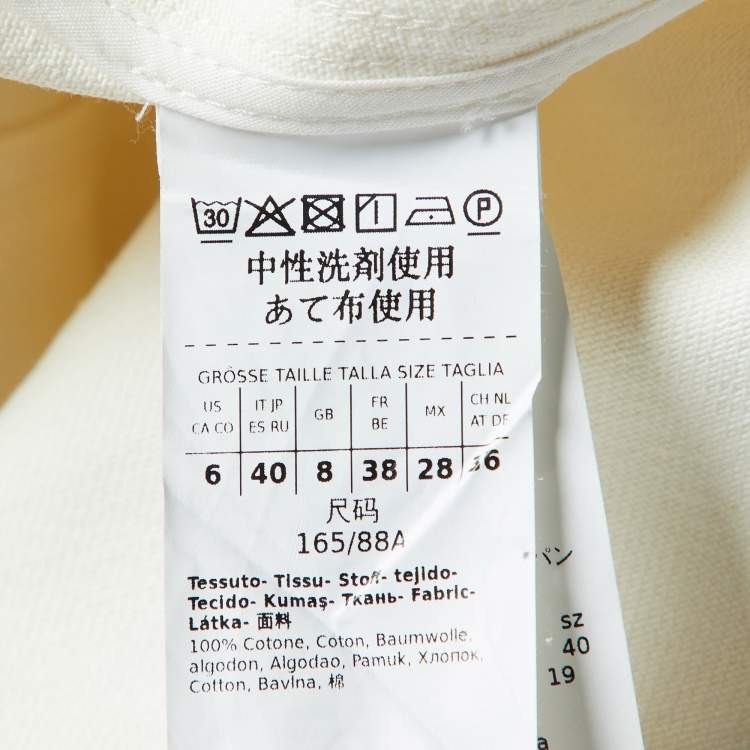 30 P
中性洗剤使用
あて布使用
GRÖSSE TAILLE TALLA SIZE TAGLIA
US IT JP GB FR MX CH NL
CA CO ES RU BE AT DE
6 40 8 38 28 36
尺码
165/88A
Tessuto- Tissu- Stoff- tejido-
Tecido- Kumaş- Ткань- Fabric-
Látka- 面料
100% Cotone, Coton, Baumwolle,
algodon, Algodao, Pamuk, Хлопок,
Cotton, Bavlna, 棉
パン
sz
40
19
a